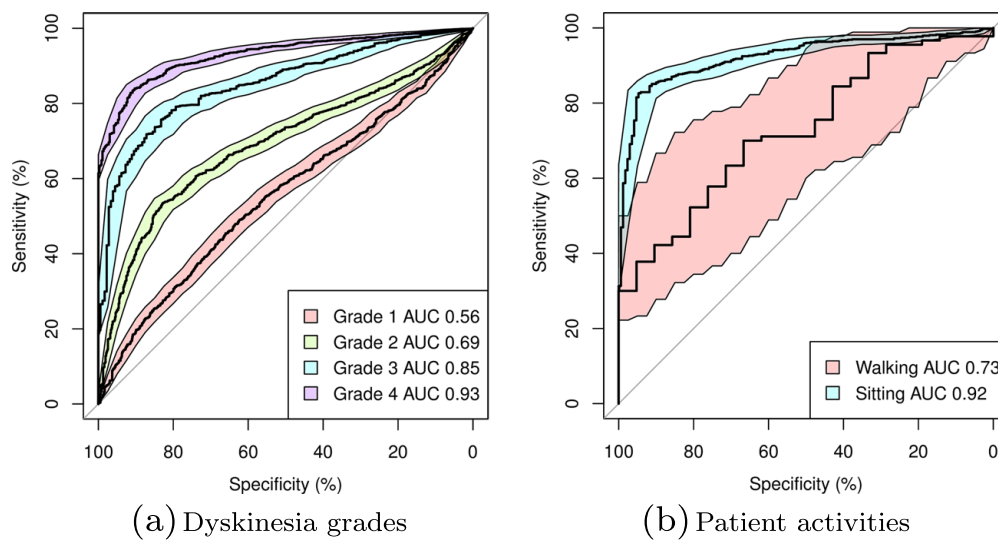 100
80
60
40
20
0
Sensitivity (%)
Grade 1 AUC 0.56
Grade 2 AUC 0.69
Grade 3 AUC 0.85
Grade 4 AUC 0.93
100 80 60 40 20 0
Specificity (%)
(a) Dyskinesia grades
100
80
60
40
20
0
Sensitivity (%)
Walking AUC 0.73
Sitting AUC 0.92
100 80 60 40 20 0
Specificity (%)
(b) Patient activities